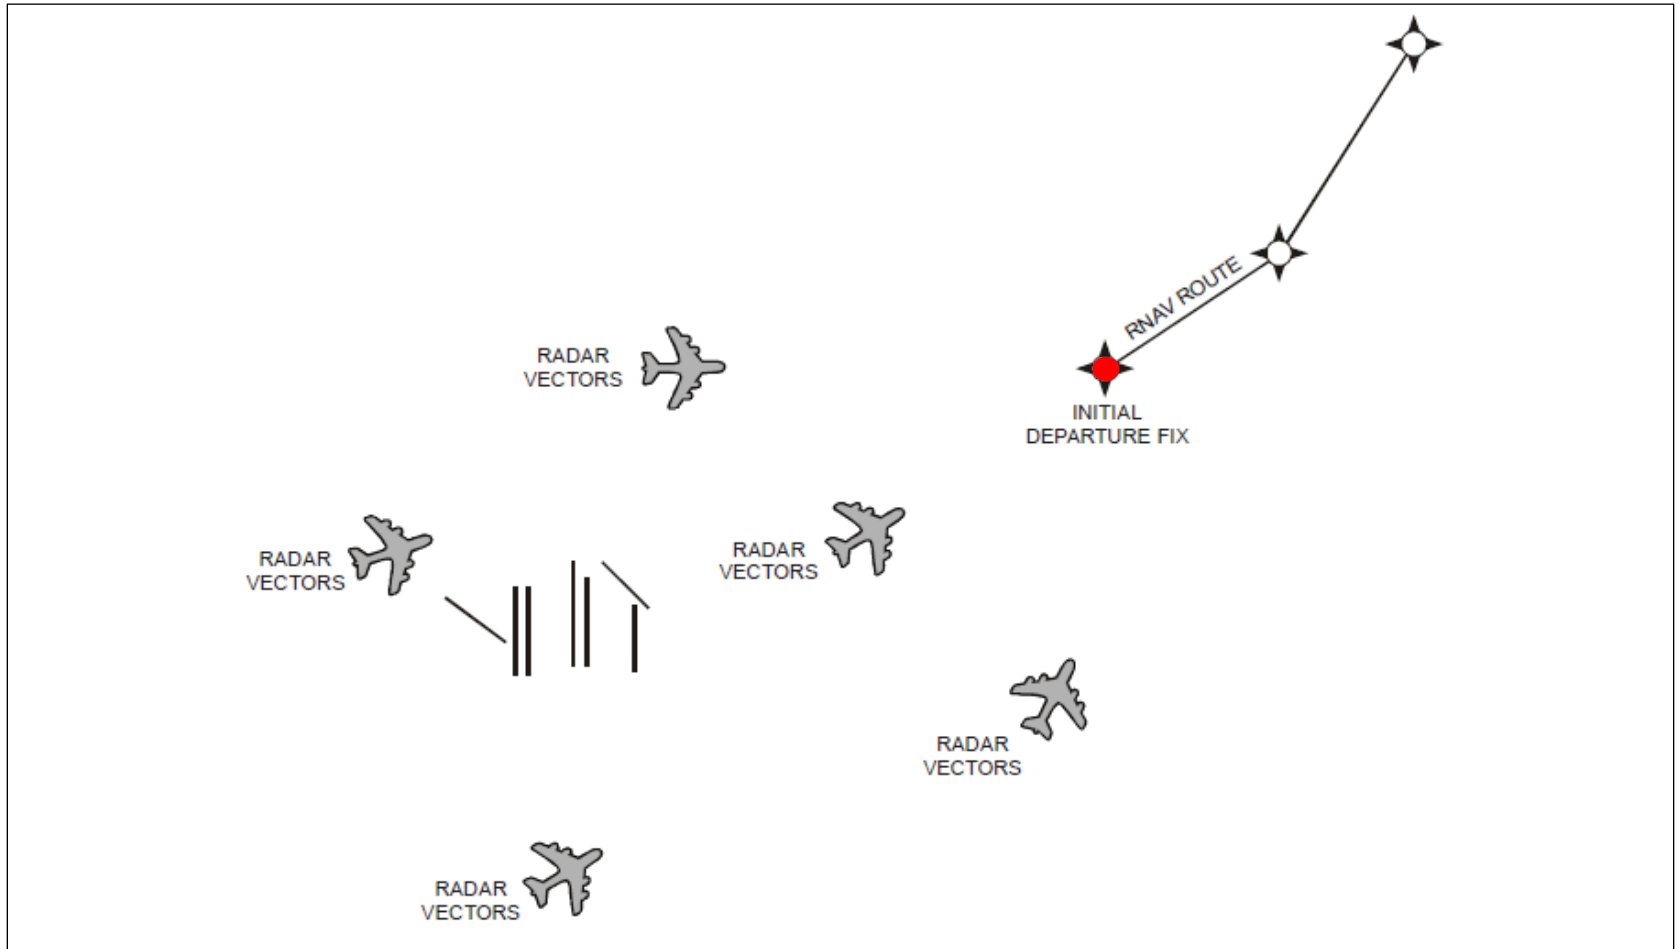 RNAV ROUTE
RADAR
VECTORS
INITIAL
DEPARTURE FIX
RADAR
VECTORS
RADAR
VECTORS
RADAR
VECTORS
RADAR
VECTORS